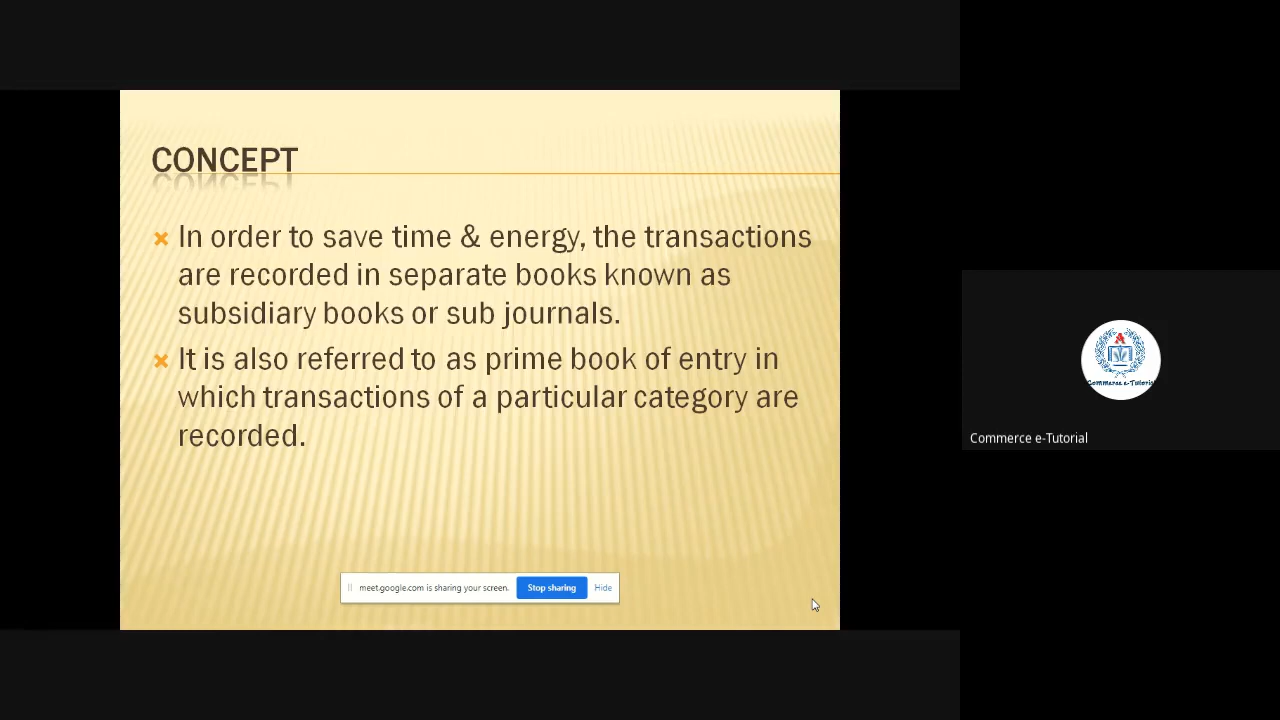 CONCEPT
In order to save time & energy, the transactions
are recorded in separate books known as
subsidiary books or sub journals.
It is also referred to as prime book of entry in
which transactions of a particular category are
recorded.
meet.google.com is sharing your screen. Stop sharing Hide
Commerce e-Tutorial
Commerce e-Tutorial